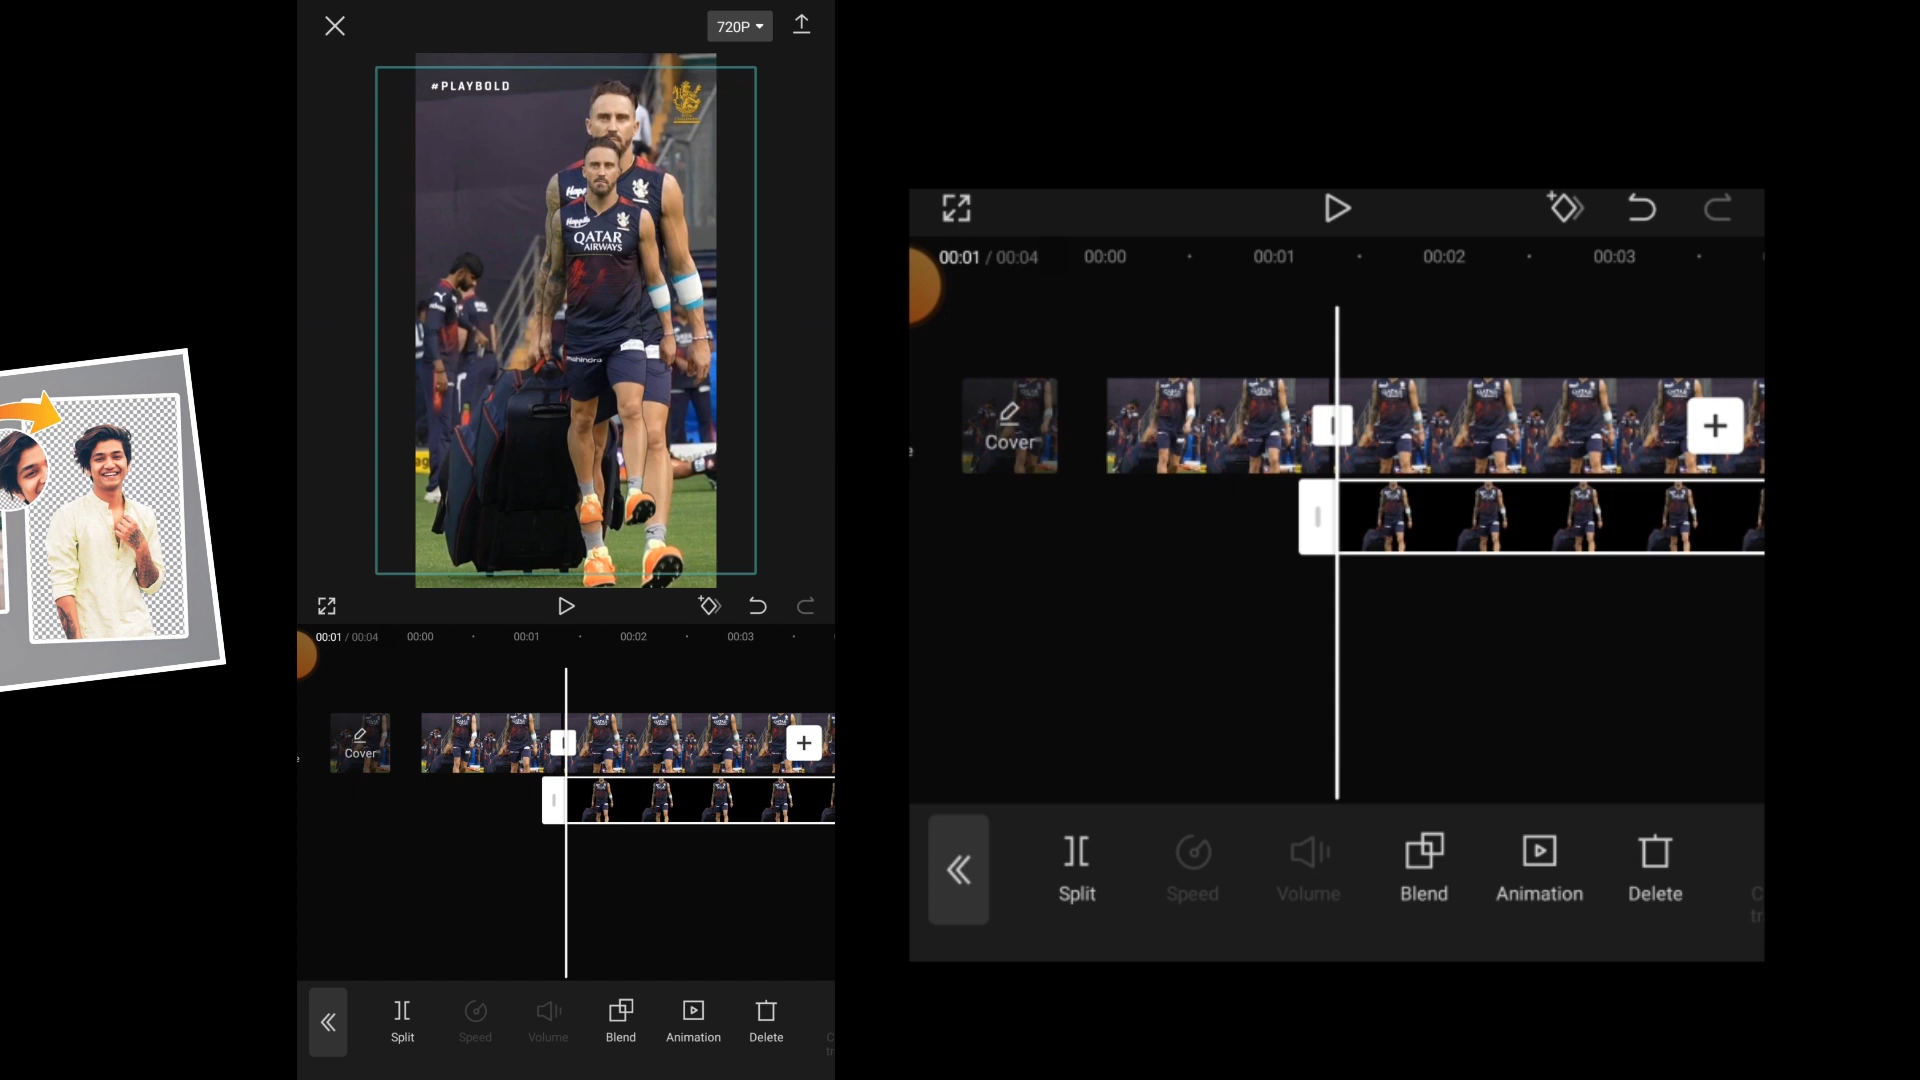 720P
#PLAYBOLD
QATAR
AIRWAYS
mahindra
00:01 / 00:04 00:00 00:01 00:02 00:03
Cover
Split Speed Volume Blend Animation Delete
00:01 / 00:04 00:00 00:01 00:02 00:03
Cover
Split Speed Volume Blend Animation Delete